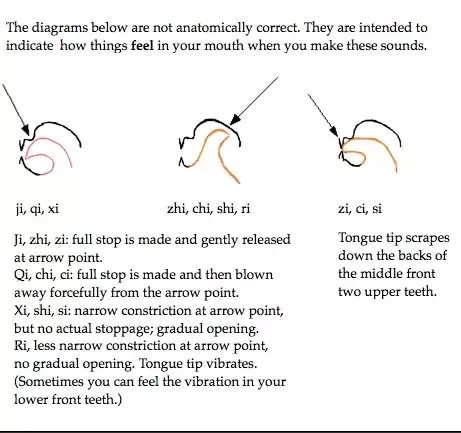 The diagrams below are not anatomically correct. They are intended to
indicate how things feel in your mouth when you make these sounds.
ji, qi, xi
zhi, chi, shi, ri
zi, ci, si
Ji, zhi, zi: full stop is made and gently released
at arrow point.
Qi, chi, ci: full stop is made and then blown
away forcefully from the arrow point.
Xi, shi, si: narrow constriction at arrow point,
but no actual stoppage; gradual opening.
Ri, less narrow constriction at arrow point,
no gradual opening. Tongue tip vibrates.
(Sometimes you can feel the vibration in your
lower front teeth.)
Tongue tip scrapes
down the backs of
the middle front
two upper teeth.